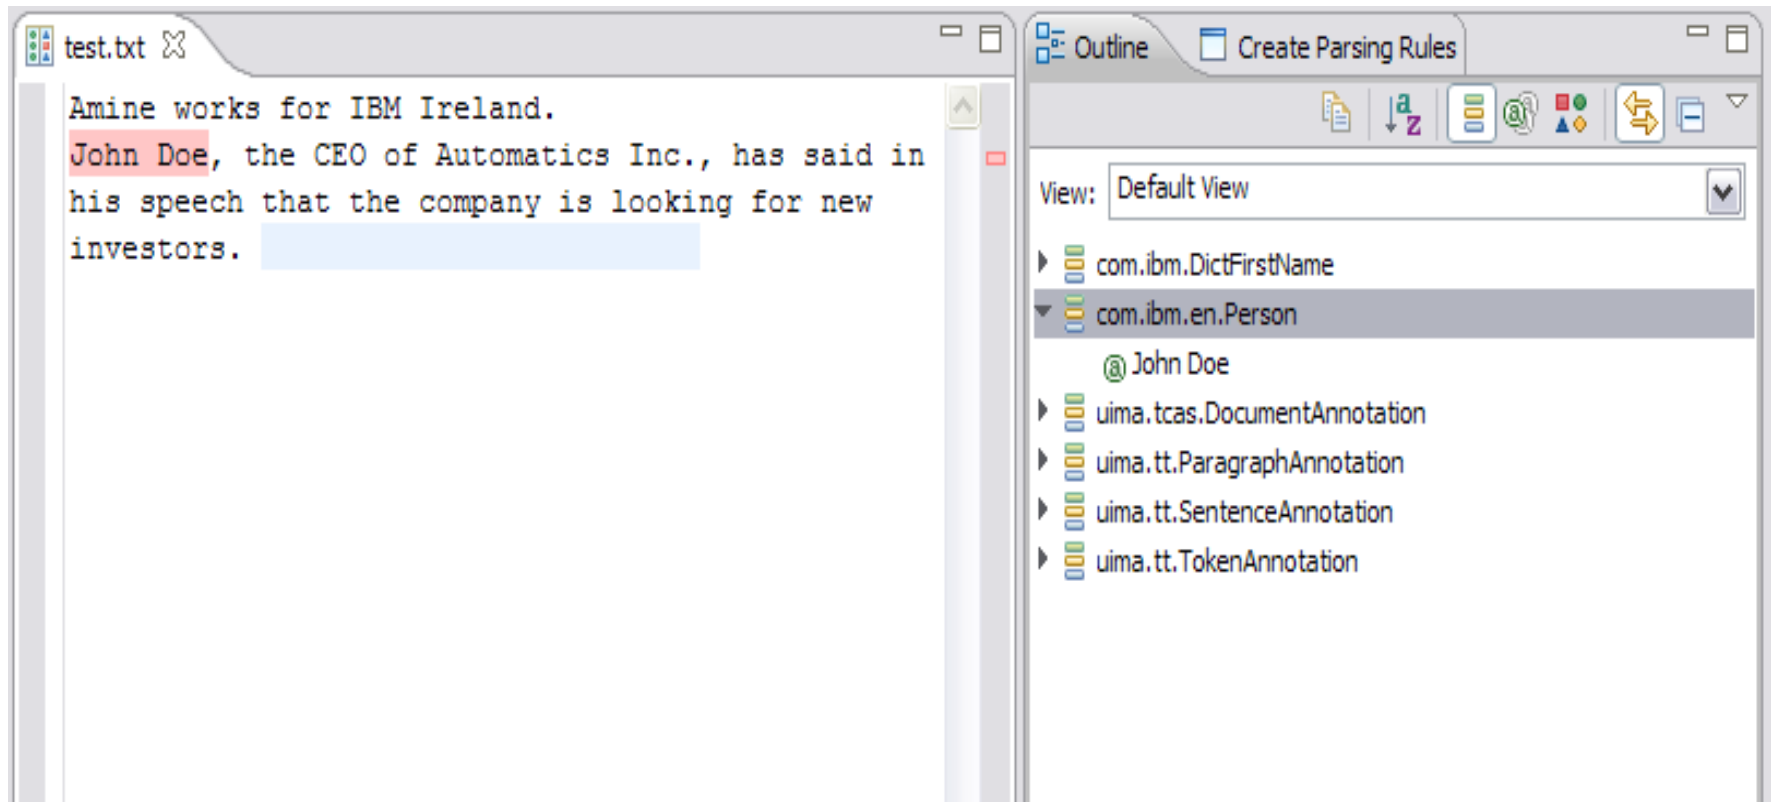 test.txt
Amine works for IBM Ireland.
John Doe, the CEO of Automatics Inc., has said in
his speech that the company is looking for new
investors.
Outline
Create Parsing Rules
View: Default View
com.ibm.DictFirstName
com.ibm.en.Person
John Doe
uima.tcas.DocumentAnnotation
uima.tt.ParagraphAnnotation
uima.tt.SentenceAnnotation
uima.tt.TokenAnnotation